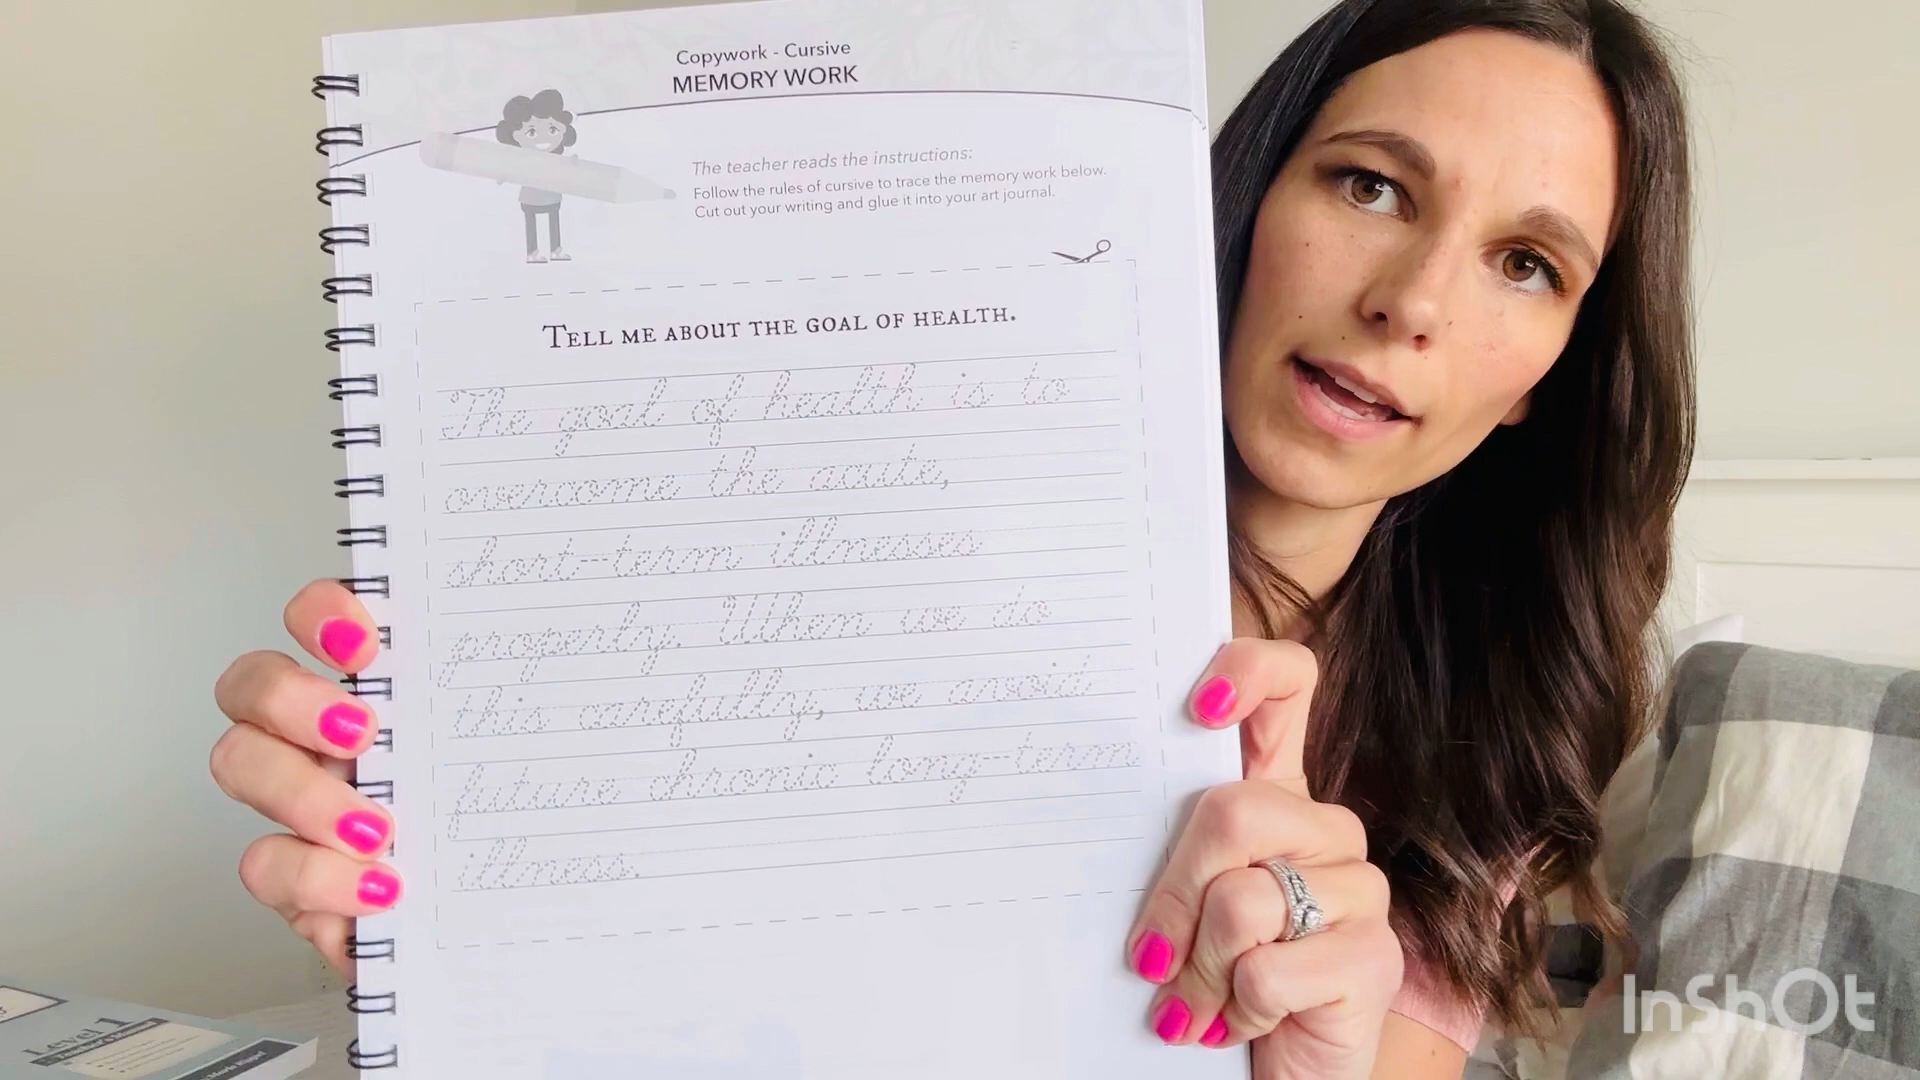 Copywork - Cursive
MEMORY WORK
The teacher reads the instructions:
Follow the rules of cursive to trace the memory work below.
Cut out your writing and glue it into your art journal.
TELL ME ABOUT THE GOAL OF HEALTH.
The goal of health is to
overcome the acute,
short-term illnesses
properly. When we do
this carefully, we avoid
future chronic long-term
illness.
Level 1
InShOt